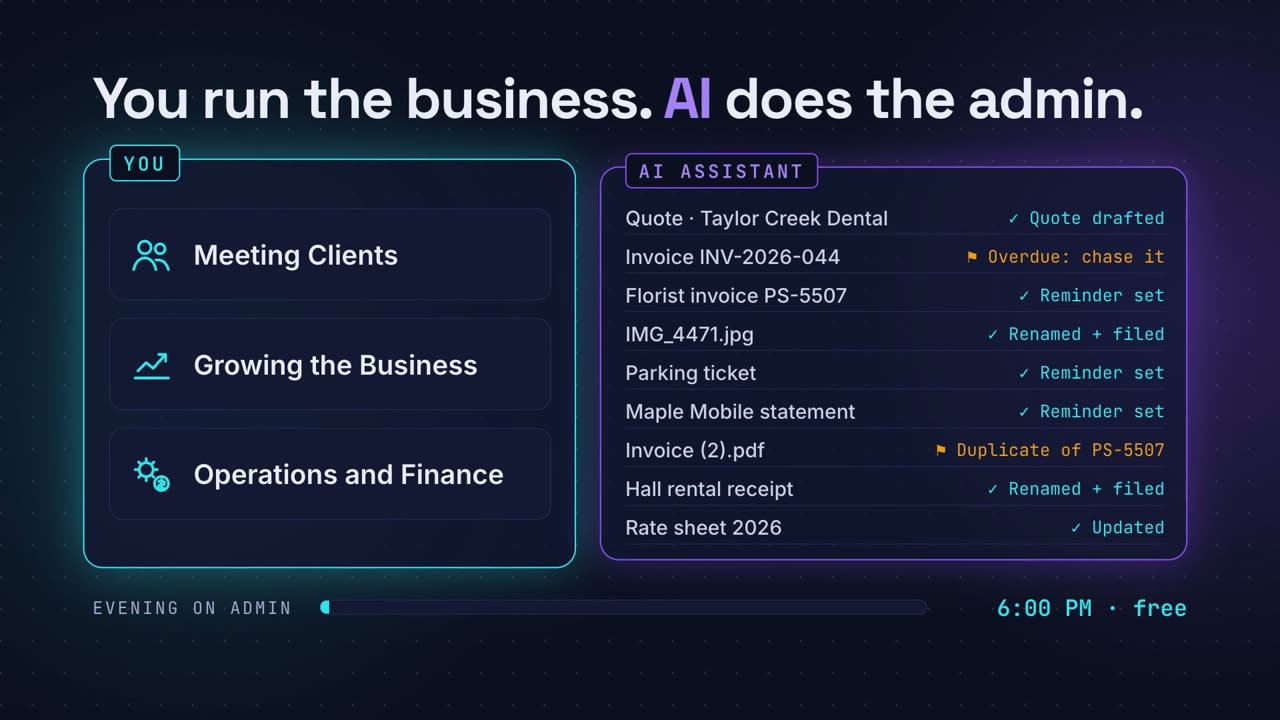 You run the business. AI does the admin.
YOU
Meeting Clients
Growing the Business
Operations and Finance
AI ASSISTANT
Quote · Taylor Creek Dental ✓ Quote drafted
Invoice INV-2026-044 ⚑ Overdue: chase it
Florist invoice PS-5507 ✓ Reminder set
IMG_4471.jpg ✓ Renamed + filed
Parking ticket ✓ Reminder set
Maple Mobile statement ✓ Reminder set
Invoice (2).pdf ⚑ Duplicate of PS-5507
Hall rental receipt ✓ Renamed + filed
Rate sheet 2026 ✓ Updated
EVENING ON ADMIN 6:00 PM · free